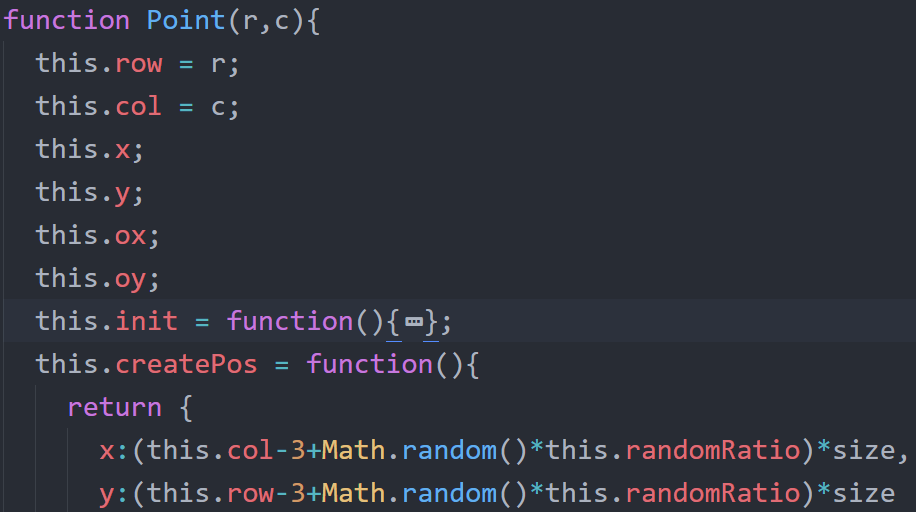 function Point(r,c){
this.row = r;
this.col = c;
this.x;
this.y;
this.ox;
this.oy;
this.init = function(){…};
this.createPos = function(){
return {
x:(this.col-3+Math.random()*this.randomRatio)*size,
y:(this.row-3+Math.random()*this.randomRatio)*size